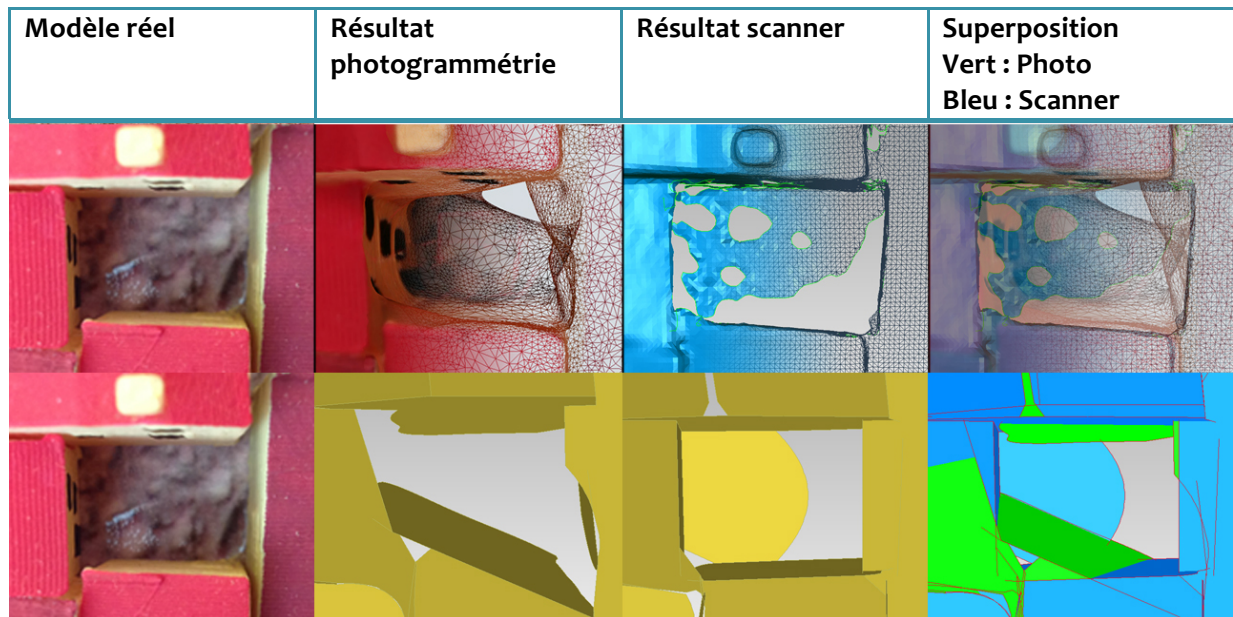 Modèle réel
Résultat
photogrammétrie
Résultat scanner
Superposition
Vert : Photo
Bleu : Scanner